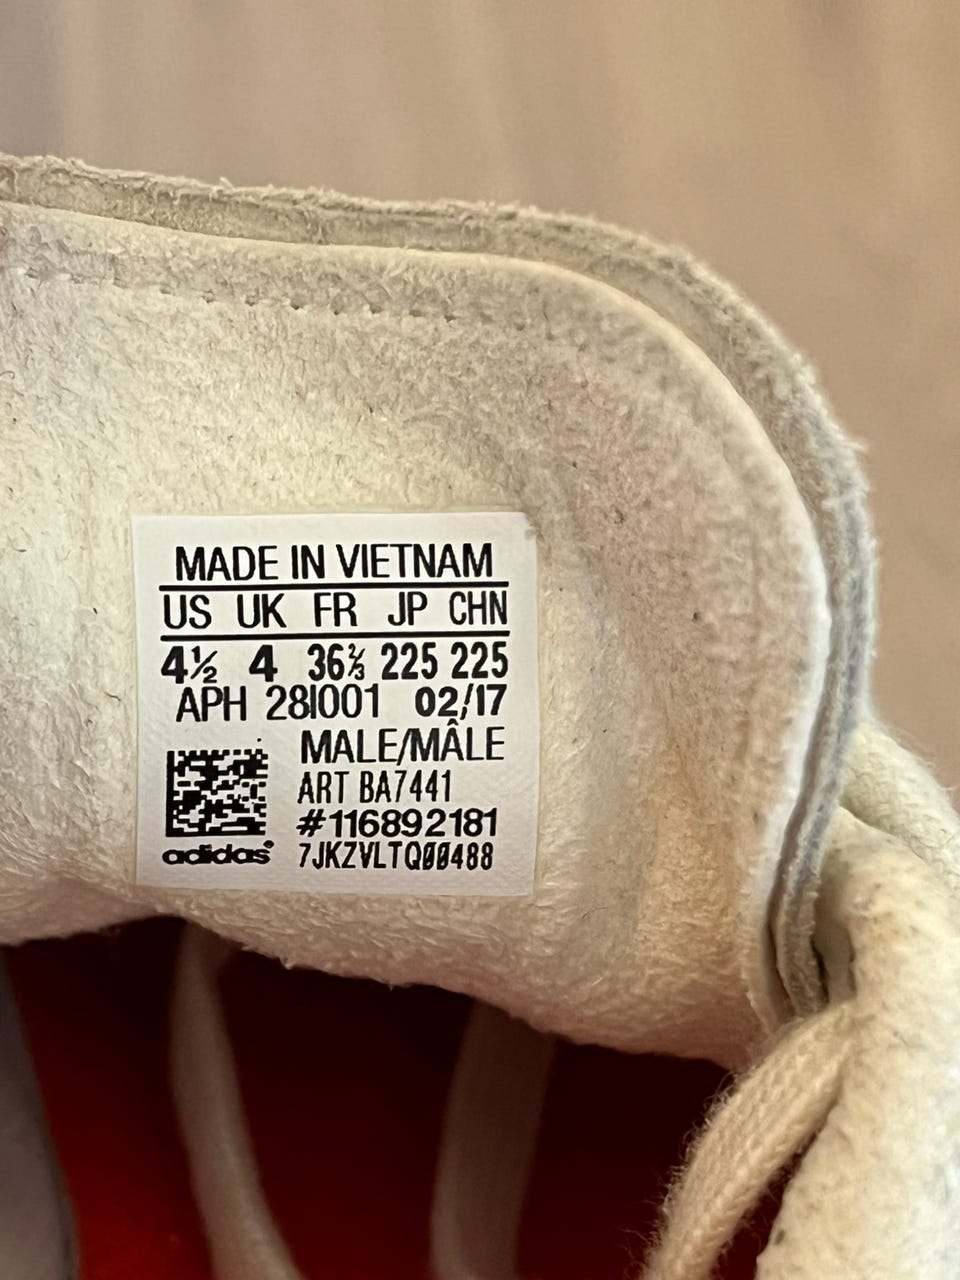 MADE IN VIETNAM
US UK FR JP CHN
4½ 4 36⅔ 225 225
APH 28I001 02/17
MALE/MÂLE
ART BA7441
#116892181
adidas® 7JKZVLTQ00488